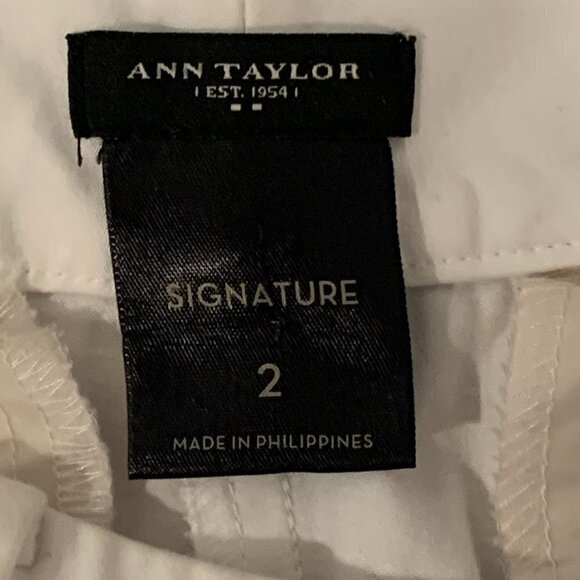 ANN TAYLOR
EST. 1954
SIGNATURE
2
MADE IN PHILIPPINES